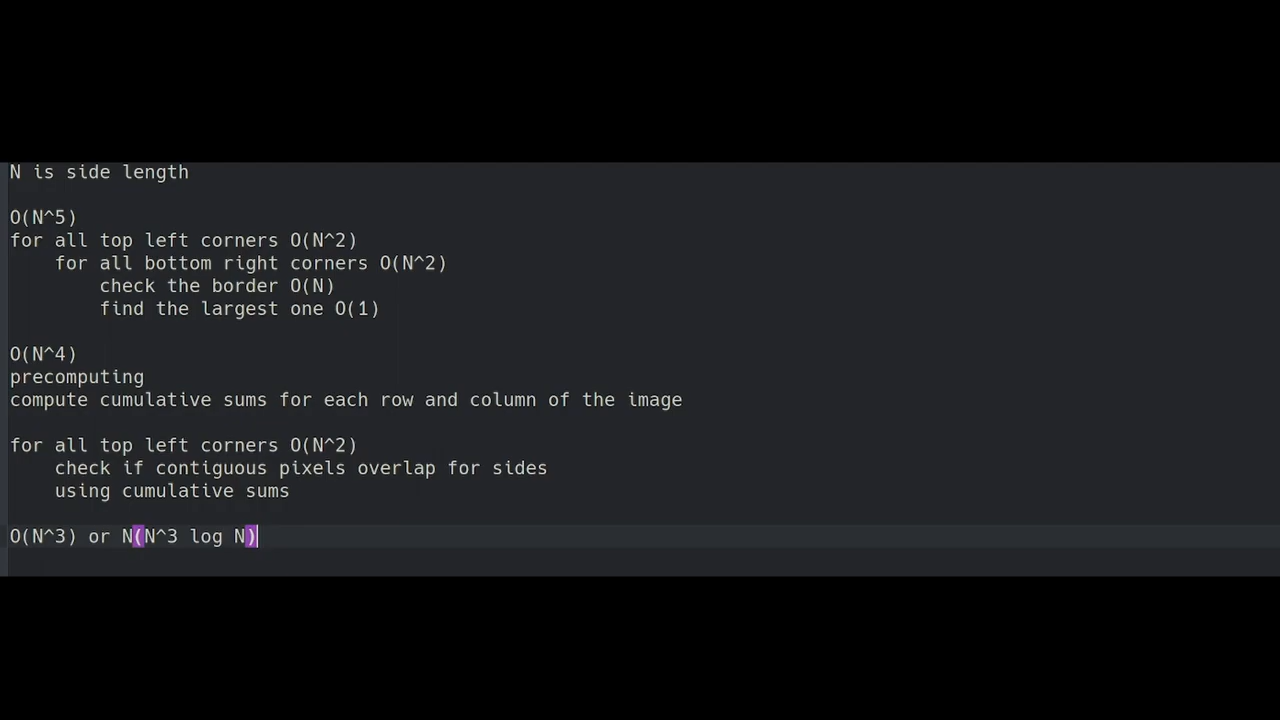 N is side length
O(N^5)
for all top left corners O(N^2)
for all bottom right corners O(N^2)
check the border O(N)
find the largest one O(1)
O(N^4)
precomputing
compute cumulative sums for each row and column of the image
for all top left corners O(N^2)
check if contiguous pixels overlap for sides
using cumulative sums
O(N^3) or N(N^3 log N)